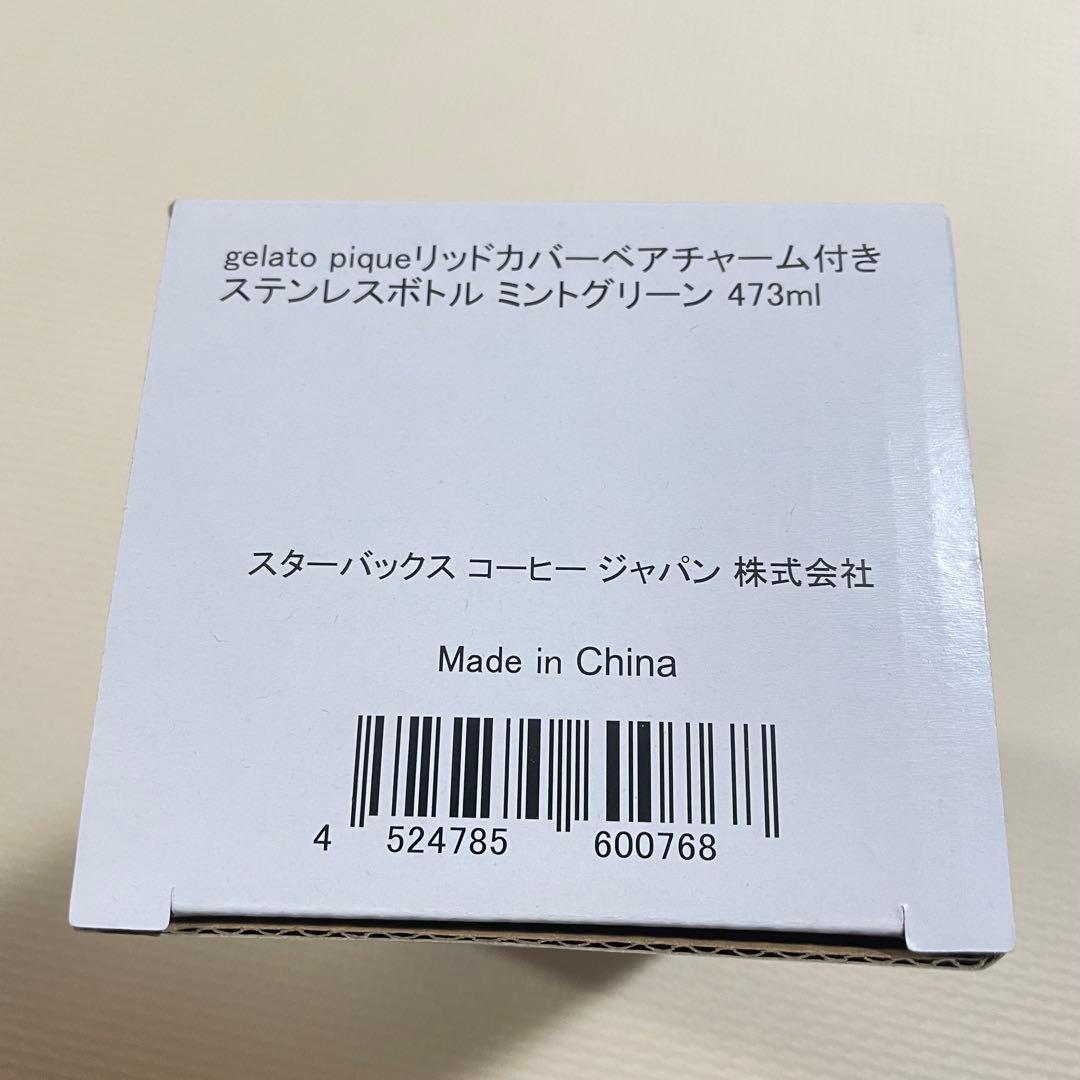 gelato piqueリッドカバーベアチャーム付き
ステンレスボトル ミントグリーン 473ml
スターバックス コーヒー ジャパン 株式会社
Made in China
4 524785 600768